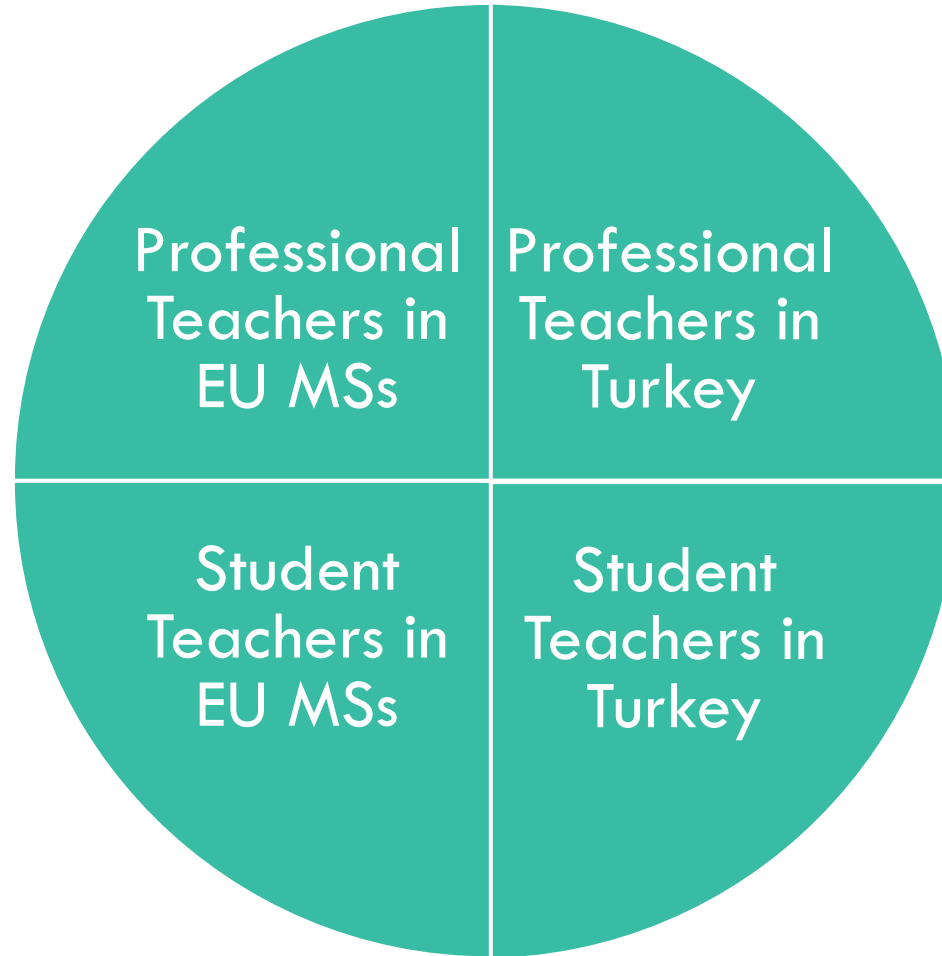 Professional
Teachers in
EU MSs
Professional
Teachers in
Turkey
Student
Teachers in
EU MSs
Student
Teachers in
Turkey